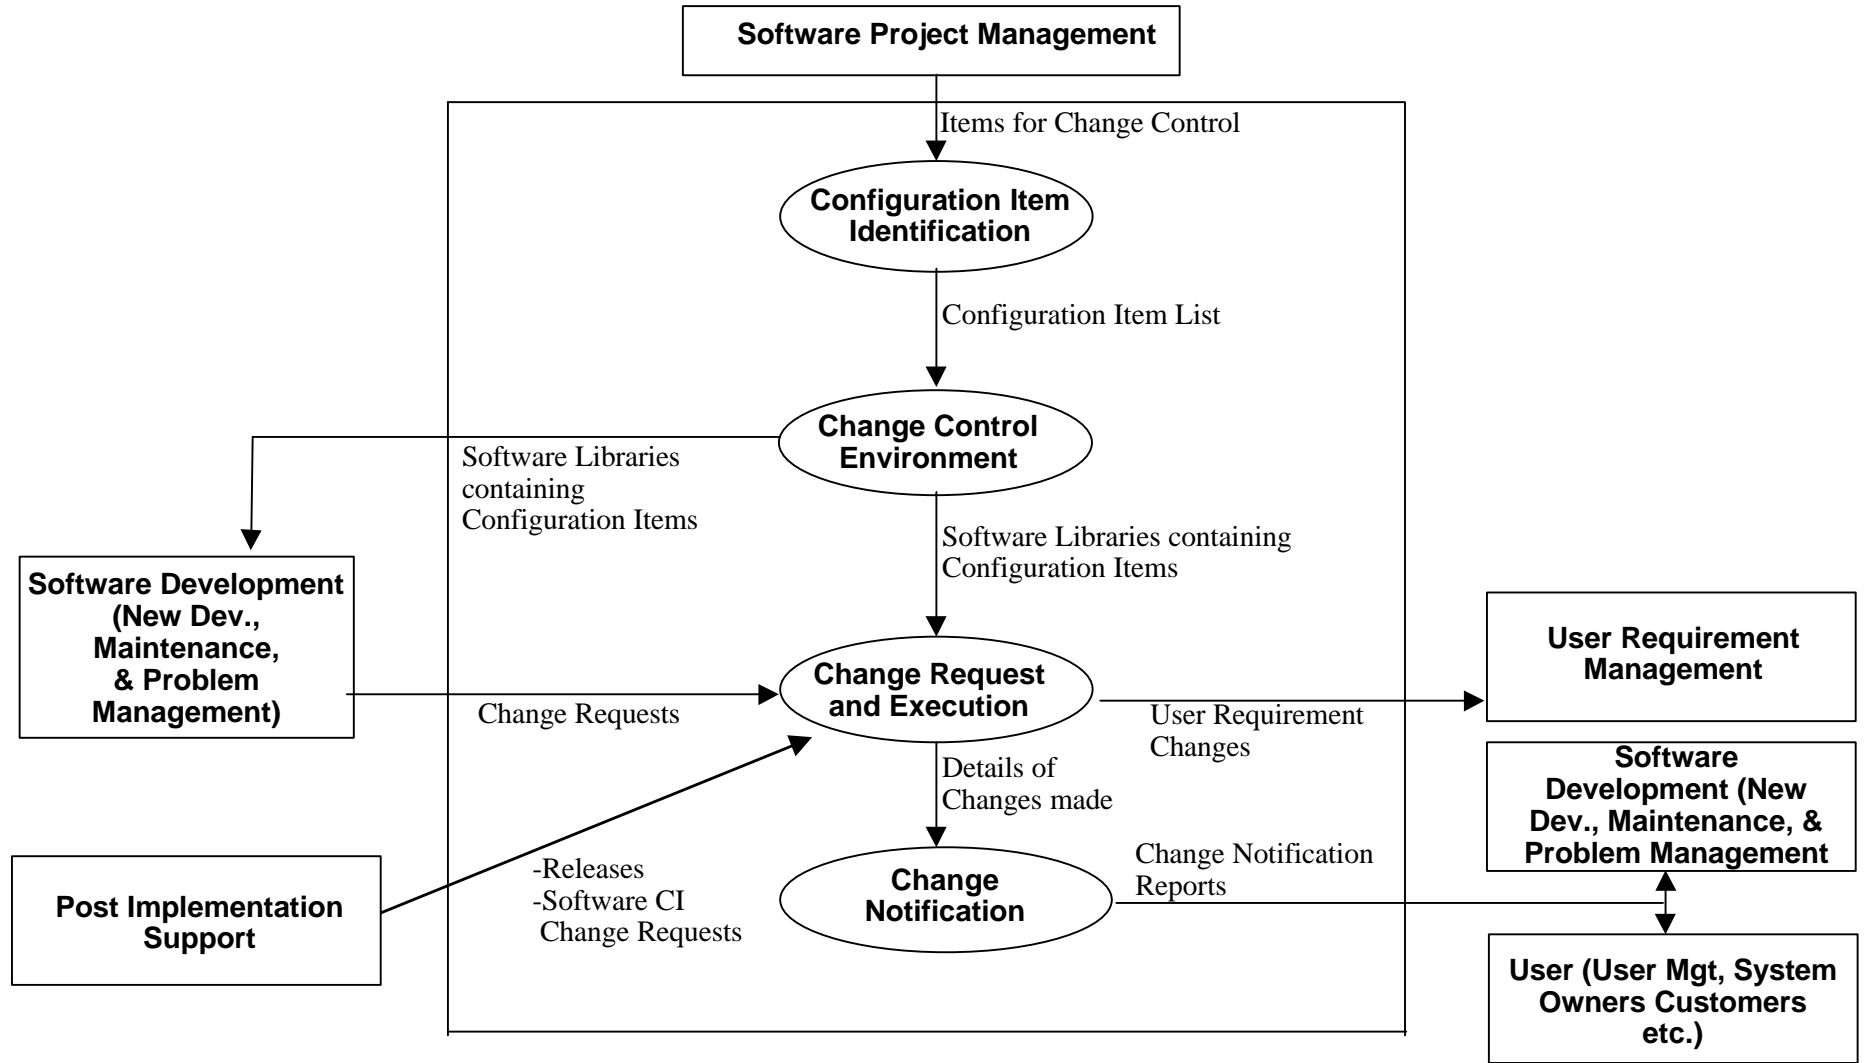 Software Project Management
Items for Change Control
Configuration Item
Identification
Configuration Item List
Change Control
Environment
Software Libraries
containing
Configuration Items
Software Libraries containing
Configuration Items
Software Development
(New Dev.,
Maintenance,
& Problem
Management)
Change Requests
Change Request
and Execution
User Requirement
Changes
User Requirement
Management
Details of
Changes made
Software
Development (New
Dev., Maintenance, &
Problem Management
Post Implementation
Support
-Releases
-Software CI
Change Requests
Change
Notification
Change Notification
Reports
User (User Mgt, System
Owners Customers
etc.)